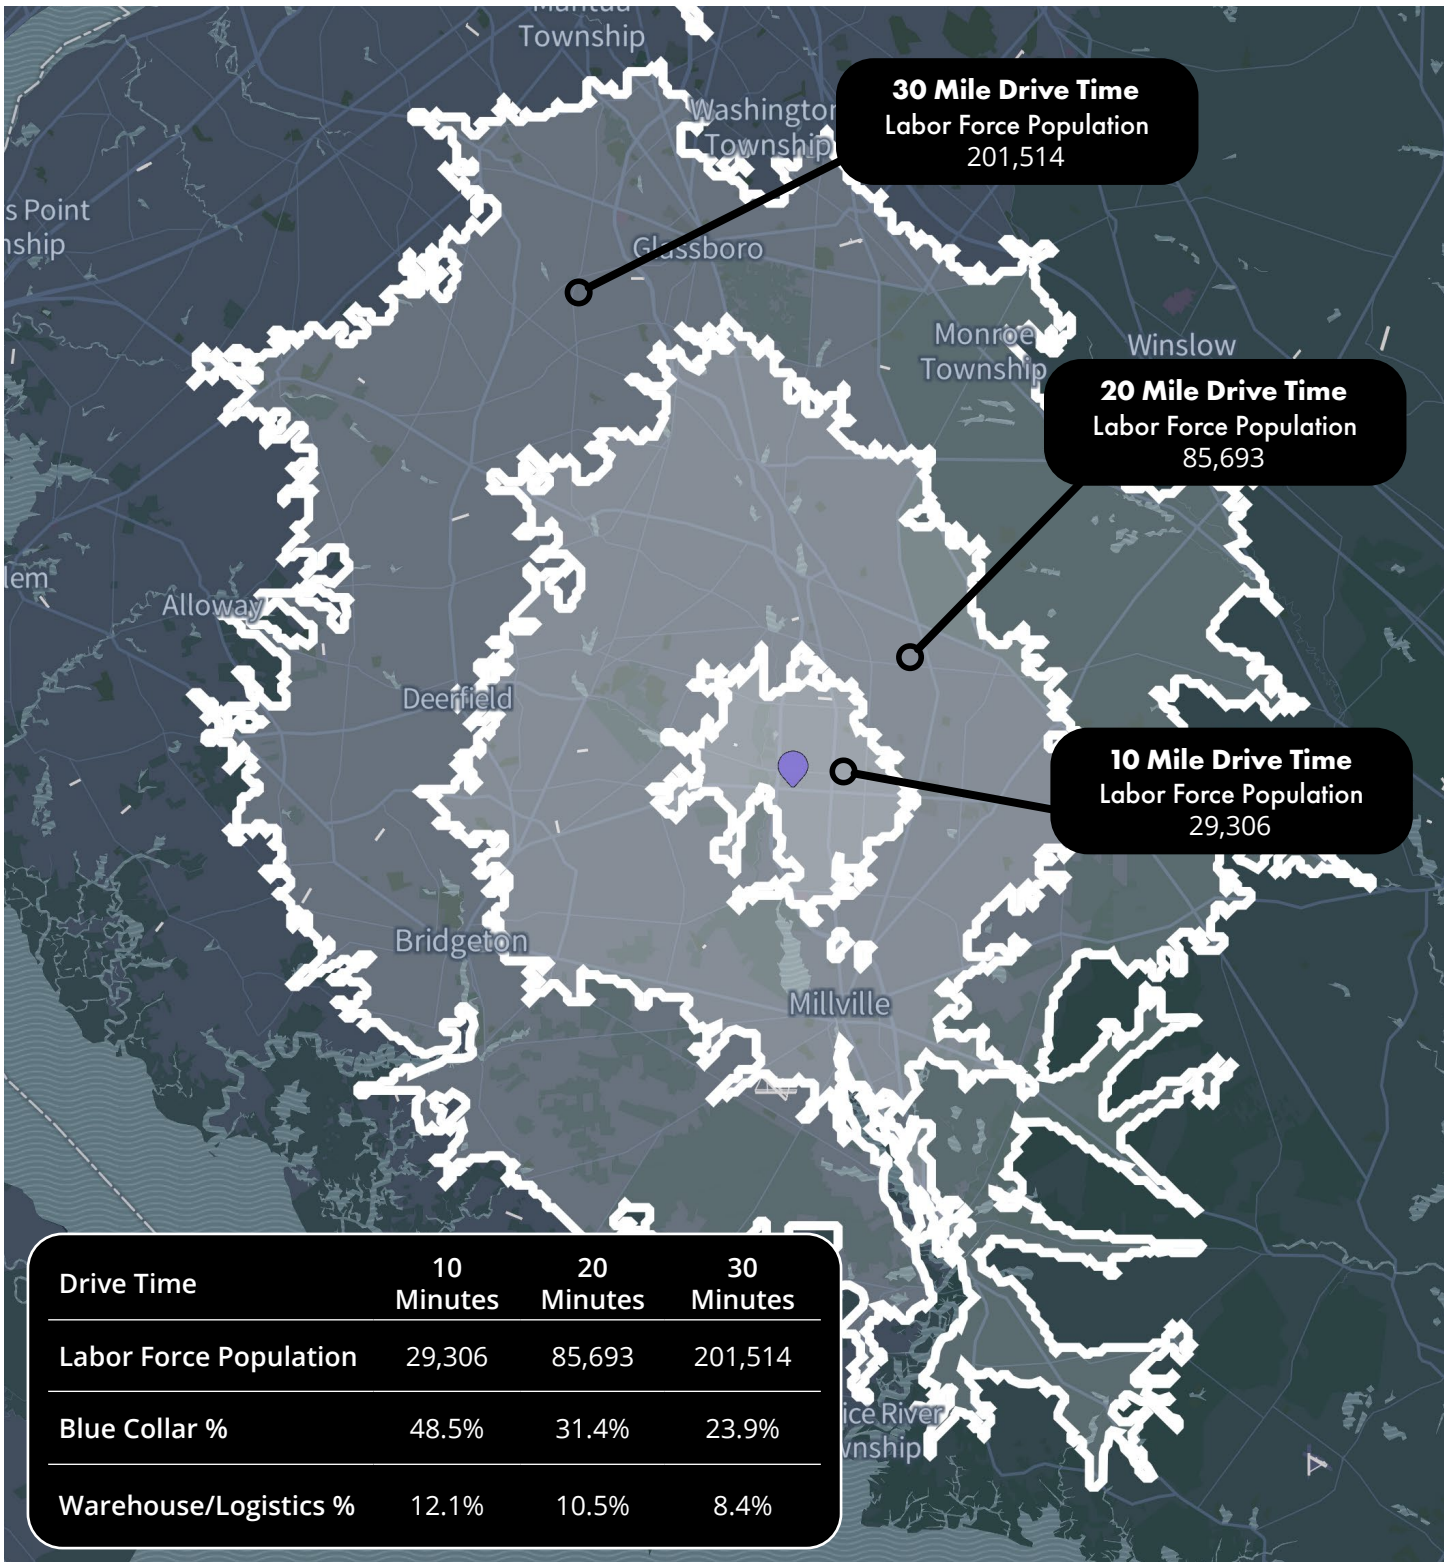 Township
Washington
Township
30 Mile Drive Time
Labor Force Population
201,514
s Point
nship
Glassboro
Monroe
Township
Winslow
20 Mile Drive Time
Labor Force Population
85,693
lem
Alloway
Deerfield
10 Mile Drive Time
Labor Force Population
29,306
Bridgeton
Millville
Drive Time 10 Minutes 20 Minutes 30 Minutes
Labor Force Population 29,306 85,693 201,514
Blue Collar % 48.5% 31.4% 23.9%
Warehouse/Logistics % 12.1% 10.5% 8.4%
ice River
wnship